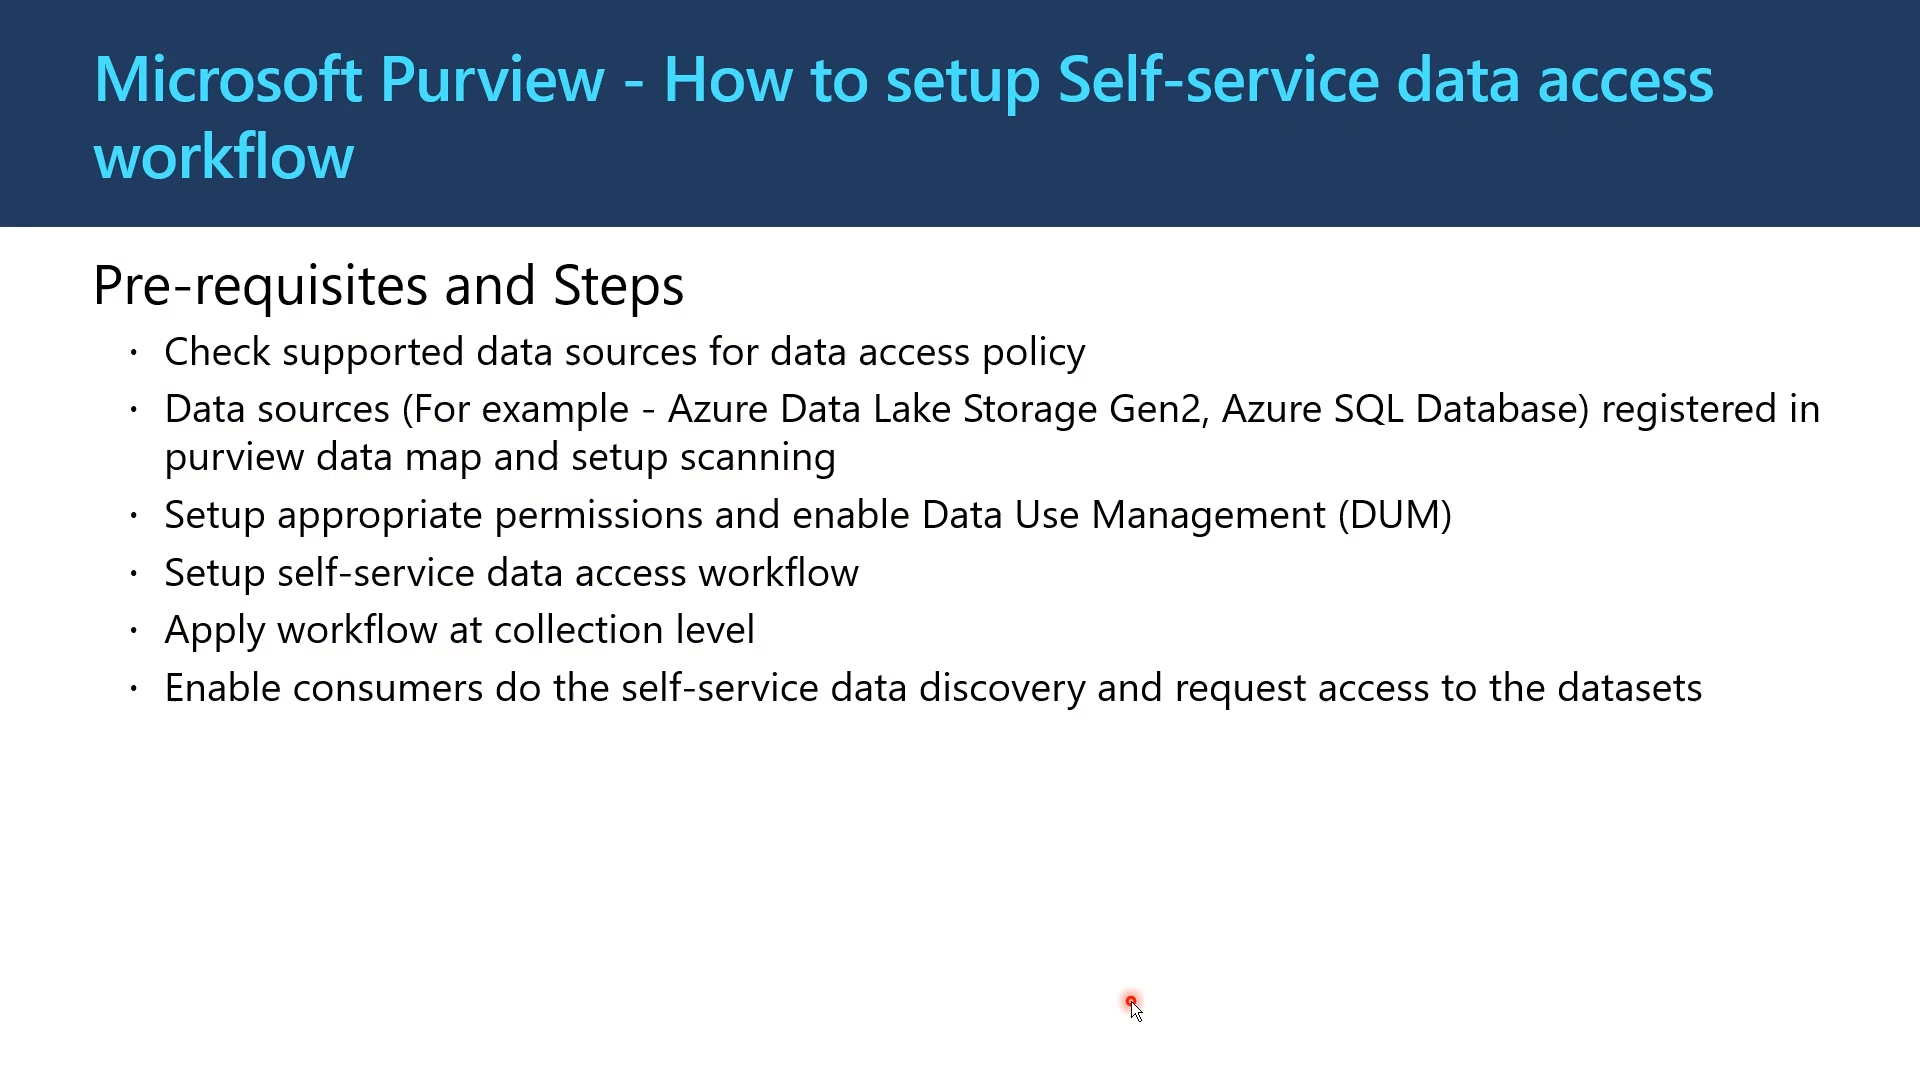 Microsoft Purview - How to setup Self-service data access
workflow
Pre-requisites and Steps
· Check supported data sources for data access policy
· Data sources (For example - Azure Data Lake Storage Gen2, Azure SQL Database) registered in
purview data map and setup scanning
· Setup appropriate permissions and enable Data Use Management (DUM)
· Setup self-service data access workflow
· Apply workflow at collection level
· Enable consumers do the self-service data discovery and request access to the datasets